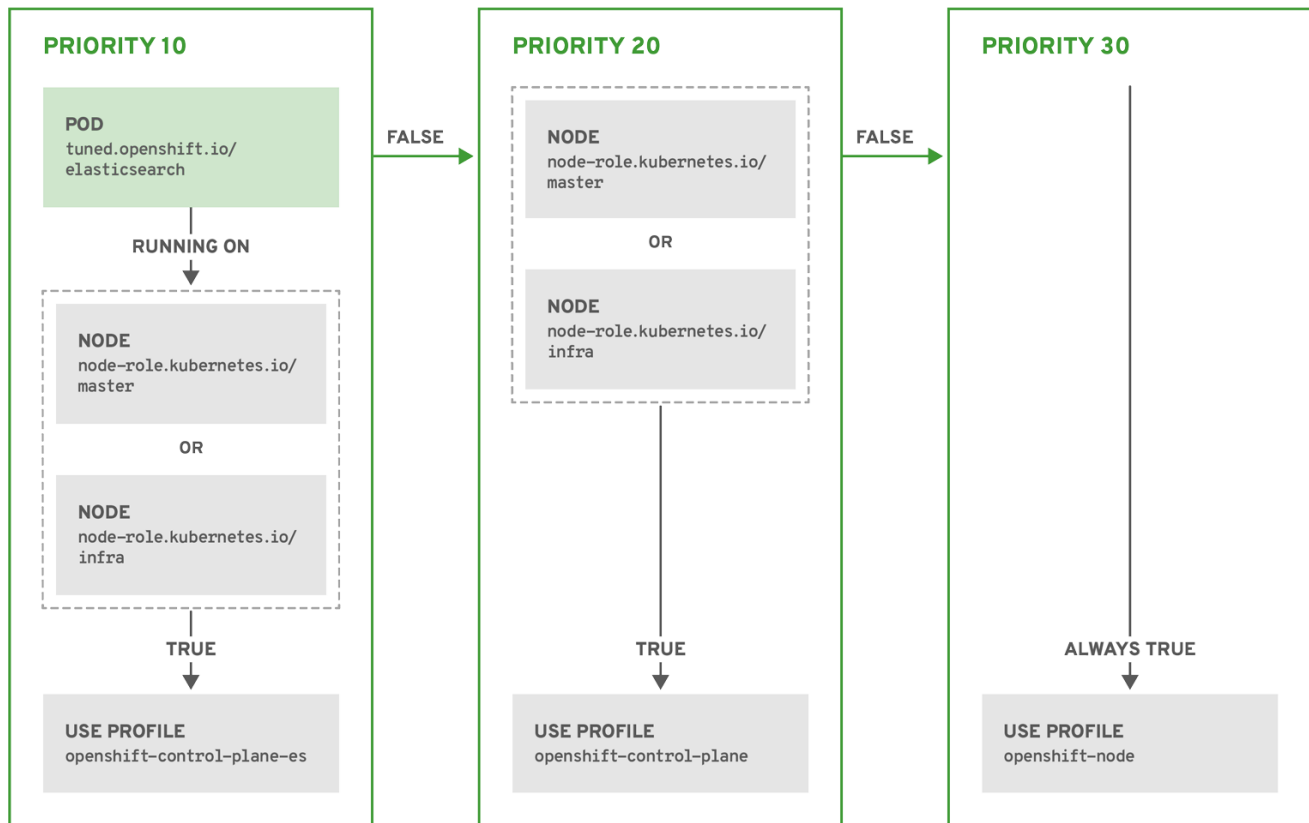 PRIORITY 10
POD
tuned.openshift.io/
elasticsearch
RUNNING ON
NODE
node-role.kubernetes.io/
master
OR
NODE
node-role.kubernetes.io/
infra
TRUE
USE PROFILE
openshift-control-plane-es
FALSE
PRIORITY 20
NODE
node-role.kubernetes.io/
master
OR
NODE
node-role.kubernetes.io/
infra
TRUE
USE PROFILE
openshift-control-plane
FALSE
PRIORITY 30
ALWAYS TRUE
USE PROFILE
openshift-node